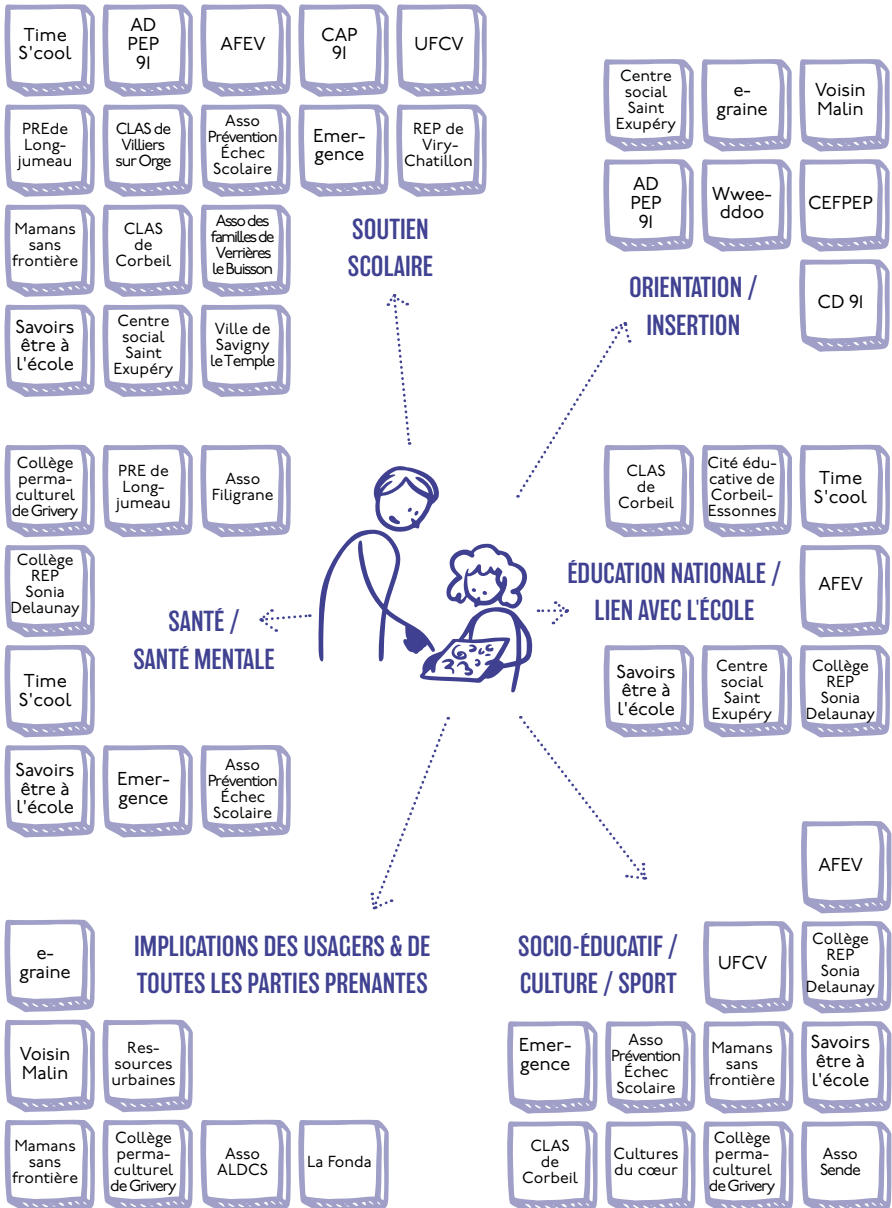 Time
S'cool
AD
PEP
91
AFEV
CAP
91
UFCV
PREde
Long-
jumeau
CLAS de
Villiers
sur Orge
Asso
Prévention
Échec
Scolaire
Emer-
gence
REP de
Viry-
Chatillon
Mamans
sans
frontière
CLAS
de
Corbeil
Asso des
familles de
Verrières
le Buisson
Savoirs
être à
l'école
Centre
social
Saint
Exupéry
Ville de
Savigny
le Temple
SOUTIEN
SCOLAIRE
Centre
social
Saint
Exupéry
e-
graine
Voisin
Malin
AD
PEP
91
Wwee-
ddoo
CEFPEP
CD 91
ORIENTATION /
INSERTION
Collège
perma-
culturel
de Grivery
PRE de
Long-
jumeau
Asso
Filigrane
Collège
REP
Sonia
Delaunay
Time
S'cool
Savoirs
être à
l'école
Emer-
gence
Asso
Prévention
Échec
Scolaire
SANTÉ /
SANTÉ MENTALE
CLAS
de
Corbeil
Cité édu-
cative de
Corbeil-
Essonnes
Time
S'cool
AFEV
ÉDUCATION NATIONALE /
LIEN AVEC L'ÉCOLE
Savoirs
être à
l'école
Centre
social
Saint
Exupéry
Collège
REP
Sonia
Delaunay
e-
graine
IMPLICATIONS DES USAGERS & DE
TOUTES LES PARTIES PRENANTES
Voisin
Malin
Res-
sources
urbaines
Mamans
sans
frontière
Collège
perma-
culturel
de Grivery
Asso
ALDCS
La Fonda
SOCIO-ÉDUCATIF /
CULTURE / SPORT
AFEV
UFCV
Collège
REP
Sonia
Delaunay
Emer-
gence
Asso
Prévention
Échec
Scolaire
Mamans
sans
frontière
Savoirs
être à
l'école
CLAS
de
Corbeil
Cultures
du cœur
Collège
perma-
culturel
de Grivery
Asso
Sende